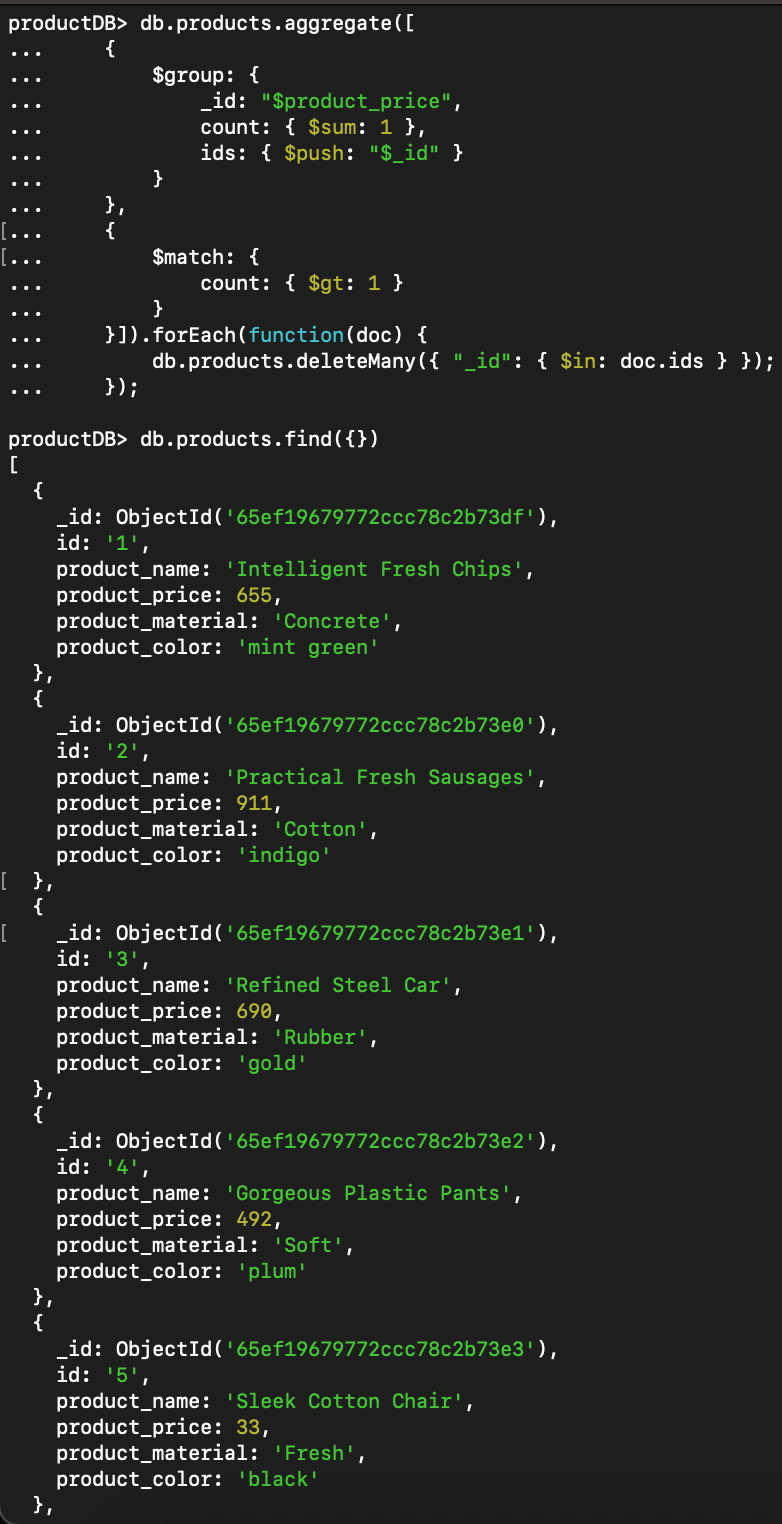 productDB> db.products.aggregate([
...     {
...         $group: {
...             _id: "$product_price",
...             count: { $sum: 1 },
...             ids: { $push: "$_id" }
...         }
...     },
[...     {
[...         $match: {
...             count: { $gt: 1 }
...         }
...     }]).forEach(function(doc) {
...         db.products.deleteMany({ "_id": { $in: doc.ids } });
...     });
productDB> db.products.find({})
[
  {
    _id: ObjectId('65ef19679772ccc78c2b73df'),
    id: '1',
    product_name: 'Intelligent Fresh Chips',
    product_price: 655,
    product_material: 'Concrete',
    product_color: 'mint green'
  },
  {
    _id: ObjectId('65ef19679772ccc78c2b73e0'),
    id: '2',
    product_name: 'Practical Fresh Sausages',
    product_price: 911,
    product_material: 'Cotton',
    product_color: 'indigo'
[  },
  {
[    _id: ObjectId('65ef19679772ccc78c2b73e1'),
    id: '3',
    product_name: 'Refined Steel Car',
    product_price: 690,
    product_material: 'Rubber',
    product_color: 'gold'
  },
  {
    _id: ObjectId('65ef19679772ccc78c2b73e2'),
    id: '4',
    product_name: 'Gorgeous Plastic Pants',
    product_price: 492,
    product_material: 'Soft',
    product_color: 'plum'
  },
  {
    _id: ObjectId('65ef19679772ccc78c2b73e3'),
    id: '5',
    product_name: 'Sleek Cotton Chair',
    product_price: 33,
    product_material: 'Fresh',
    product_color: 'black'
  },